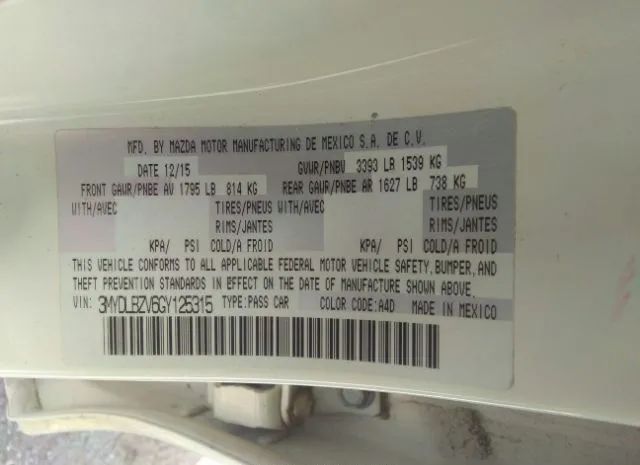 MFD. BY MAZDA MOTOR MANUFACTURING DE MEXICO S.A. DE C.V.
DATE 12/15 GVWR/PNBV 3393 LB 1539 KG
FRONT GAWR/PNBE AV 1795 LB 814 KG REAR GAWR/PNBE AR 1627 LB 738 KG
WITH/AVEC TIRES/PNEUS WITH/AVEC TIRES/PNEUS
RIMS/JANTES RIMS/JANTES
KPA/ PSI COLD/A FROID KPA/ PSI COLD/A FROID
THIS VEHICLE CONFORMS TO ALL APPLICABLE FEDERAL MOTOR VEHICLE SAFETY, BUMPER, AND
THEFT PREVENTION STANDARDS IN EFFECT ON THE DATE OF MANUFACTURE SHOWN ABOVE.
VIN: 3MYDLBZV6GY125315 TYPE:PASS CAR COLOR CODE:A4D MADE IN MEXICO